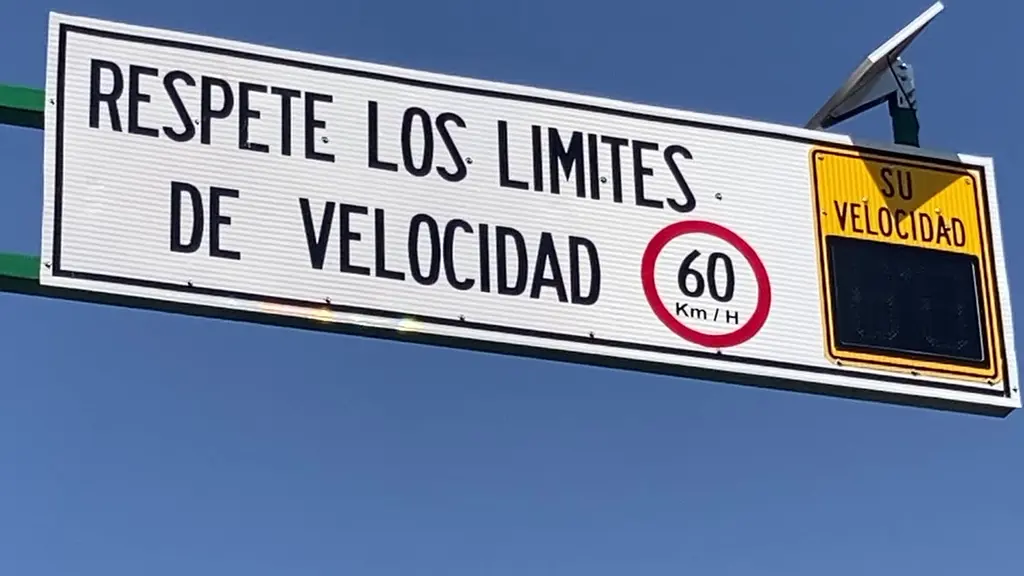 RESPETE LOS LIMITES
DE VELOCIDAD
60
Km / H
SU
VELOCIDAD